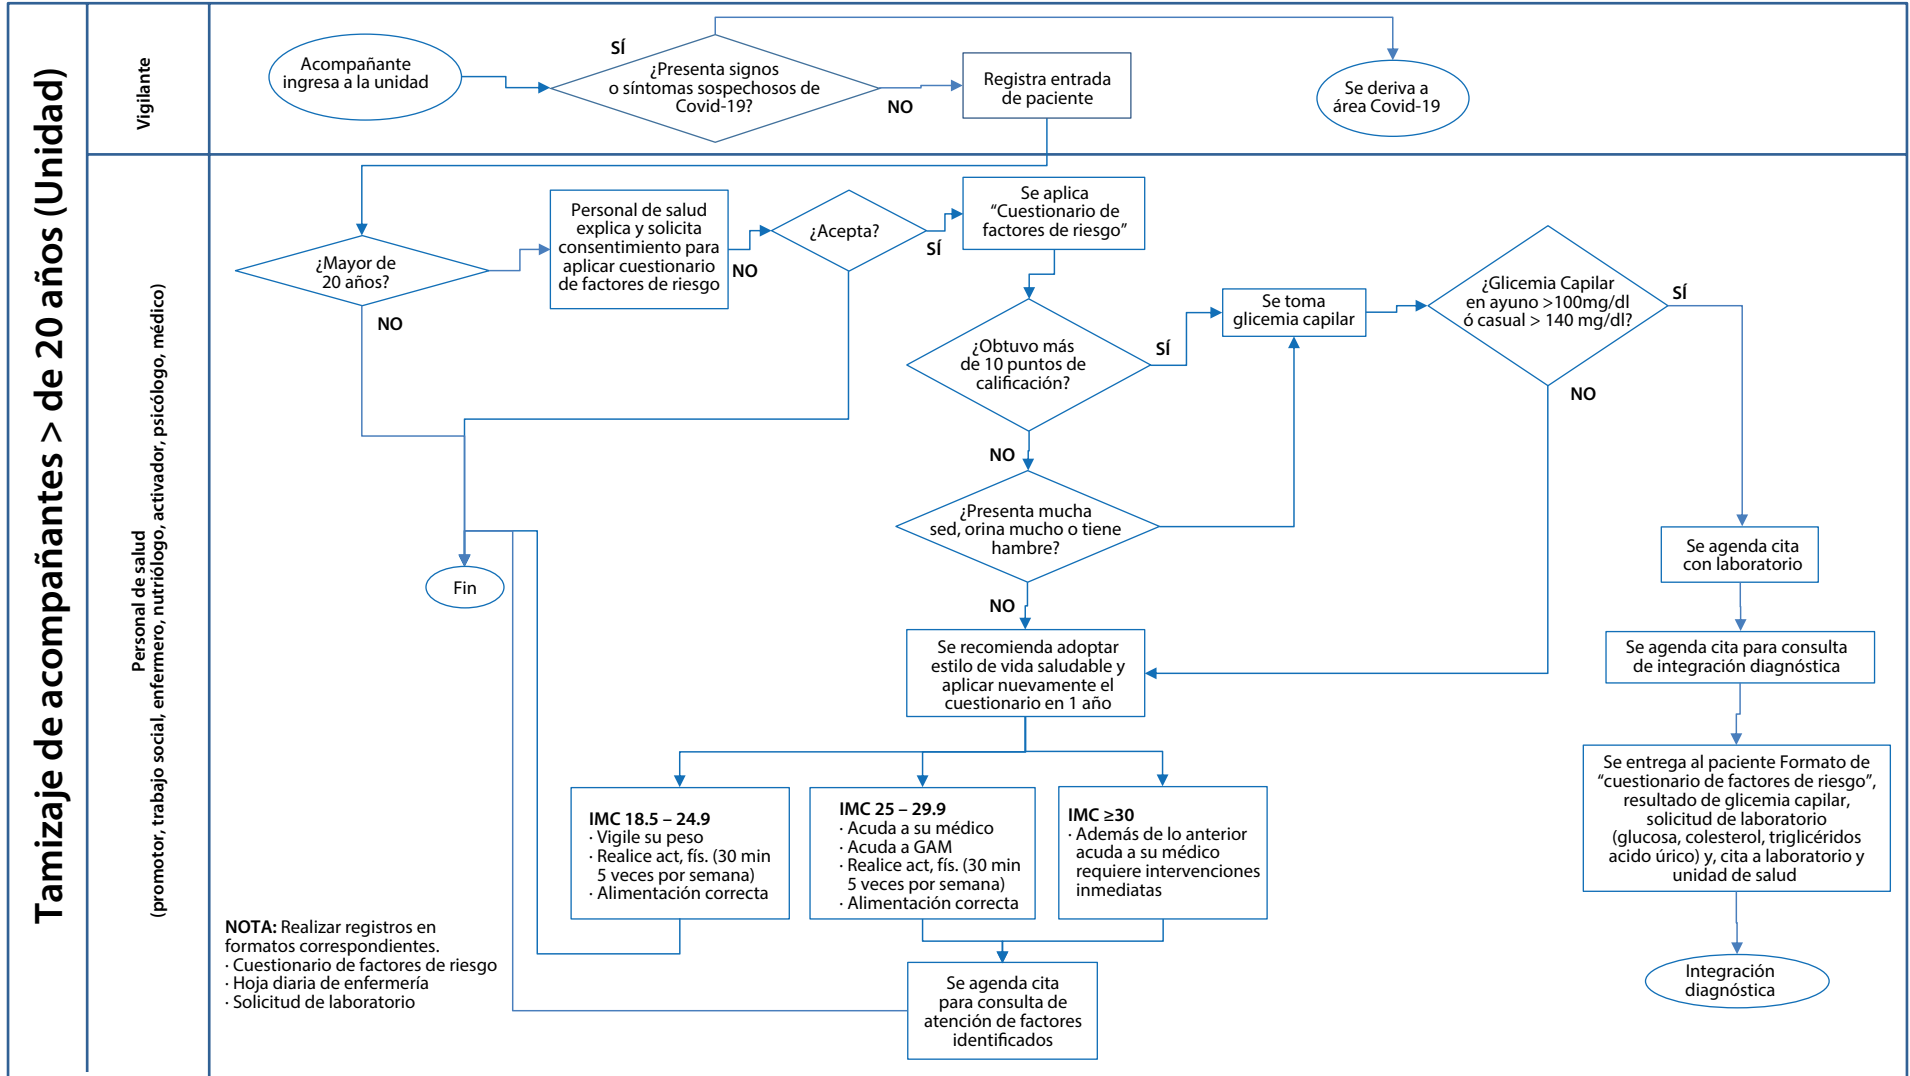 Tamizaje de acompañantes > de 20 años (Unidad)
Vigilante
Acompañante
ingresa a la unidad
SÍ
¿Presenta signos
o síntomas sospechosos de
Covid-19?
NO
Registra entrada
de paciente
Se deriva a
área Covid-19
Personal de salud
(promotor, trabajo social, enfermero, nutriólogo, activador, psicólogo, médico)
¿Mayor de
20 años?
NO
Personal de salud
explica y solicita
consentimiento para
aplicar cuestionario
de factores de riesgo
NO
¿Acepta?
SÍ
Se aplica
“Cuestionario de
factores de riesgo”
¿Obtuvo más
de 10 puntos de
calificación?
SÍ
NO
Se toma
glicemia capilar
¿Glicemia Capilar
en ayuno >100mg/dl
ó casual > 140 mg/dl?
SÍ
NO
¿Presenta mucha
sed, orina mucho o tiene
hambre?
NO
Fin
Se agenda cita
con laboratorio
Se recomienda adoptar
estilo de vida saludable y
aplicar nuevamente el
cuestionario en 1 año
Se agenda cita para consulta
de integración diagnóstica
IMC 18.5 – 24.9
· Vigile su peso
· Realice act, fís. (30 min
5 veces por semana)
· Alimentación correcta
IMC 25 – 29.9
· Acuda a su médico
· Acuda a GAM
· Realice act, fís. (30 min
5 veces por semana)
· Alimentación correcta
IMC ≥30
· Además de lo anterior
acuda a su médico
requiere intervenciones
inmediatas
Se entrega al paciente Formato de
“cuestionario de factores de riesgo”,
resultado de glicemia capilar,
solicitud de laboratorio
(glucosa, colesterol, triglicéridos
acido úrico) y, cita a laboratorio y
unidad de salud
NOTA: Realizar registros en
formatos correspondientes.
· Cuestionario de factores de riesgo
· Hoja diaria de enfermería
· Solicitud de laboratorio
Se agenda cita
para consulta de
atención de factores
identificados
Integración
diagnóstica